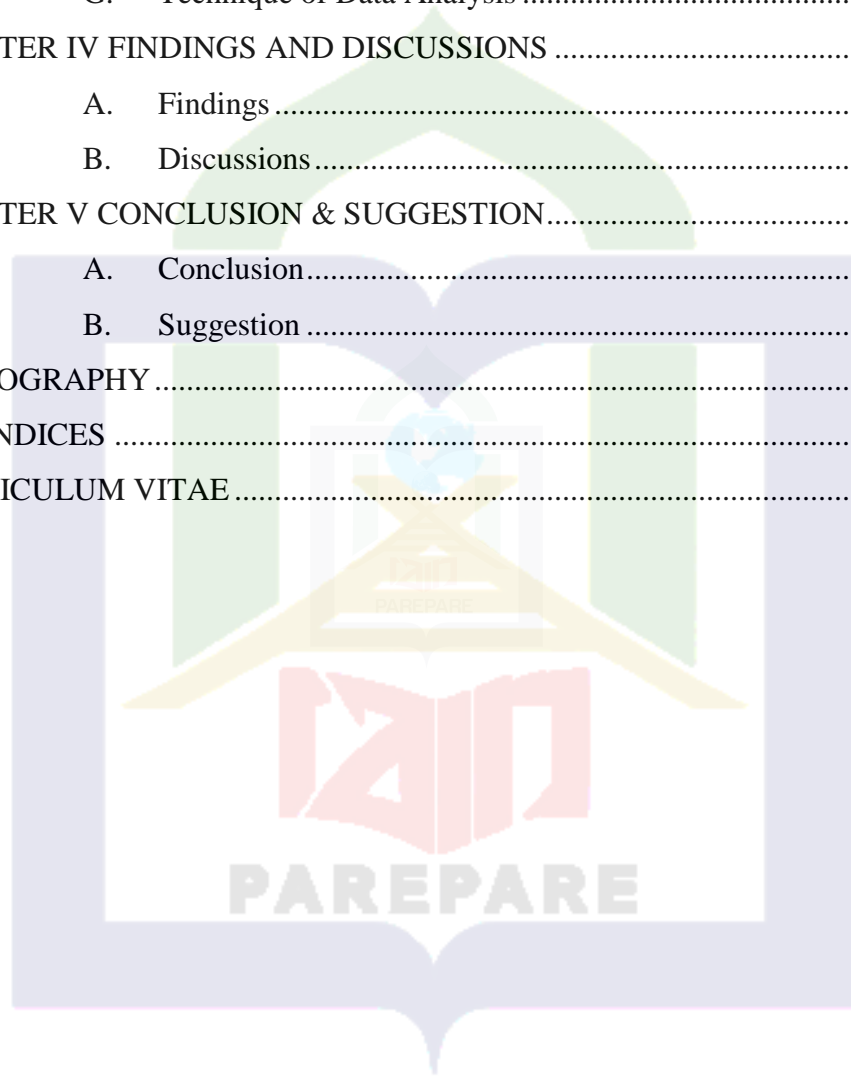 G. Technique of Data Analysis ........................................
TER IV FINDINGS AND DISCUSSIONS .....................................
A. Findings ........................................................................
B. Discussions ...................................................................
TER V CONCLUSION & SUGGESTION......................................
A. Conclusion....................................................................
B. Suggestion ....................................................................
OGRAPHY .......................................................................................
NDICES ............................................................................................
ICULUM VITAE .............................................................................
PAREPARE
PAREPARE